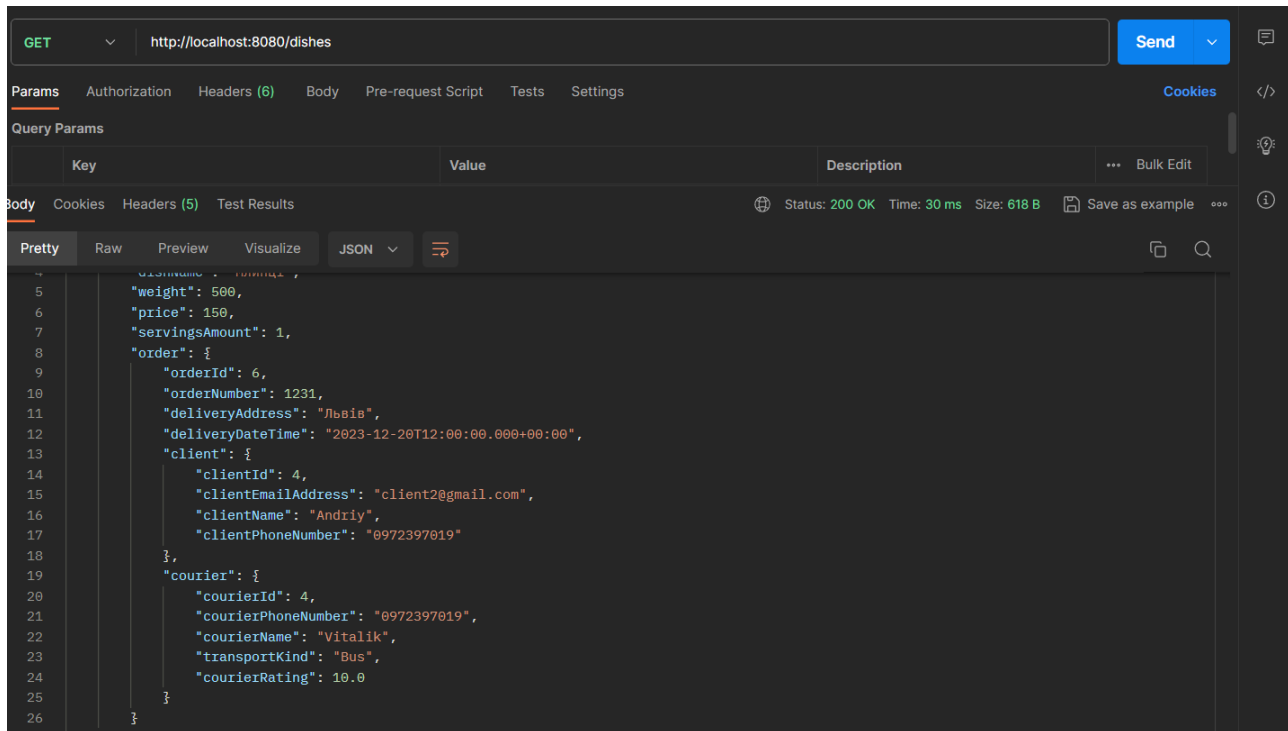 GET http://localhost:8080/dishes Send
Params Authorization Headers (6) Body Pre-request Script Tests Settings Cookies
Query Params
Key Value Description ••• Bulk Edit
Body Cookies Headers (5) Test Results Status: 200 OK Time: 30 ms Size: 618 B Save as example
Pretty Raw Preview Visualize JSON
5 "weight": 500,
6 "price": 150,
7 "servingsAmount": 1,
8 "order": {
9 "orderId": 6,
10 "orderNumber": 1231,
11 "deliveryAddress": "Львів",
12 "deliveryDateTime": "2023-12-20T12:00:00.000+00:00",
13 "client": {
14 "clientId": 4,
15 "clientEmailAddress": "client2@gmail.com",
16 "clientName": "Andriy",
17 "clientPhoneNumber": "0972397019"
18 },
19 "courier": {
20 "courierId": 4,
21 "courierPhoneNumber": "0972397019",
22 "courierName": "Vitalik",
23 "transportKind": "Bus",
24 "courierRating": 10.0
25 }
26 }